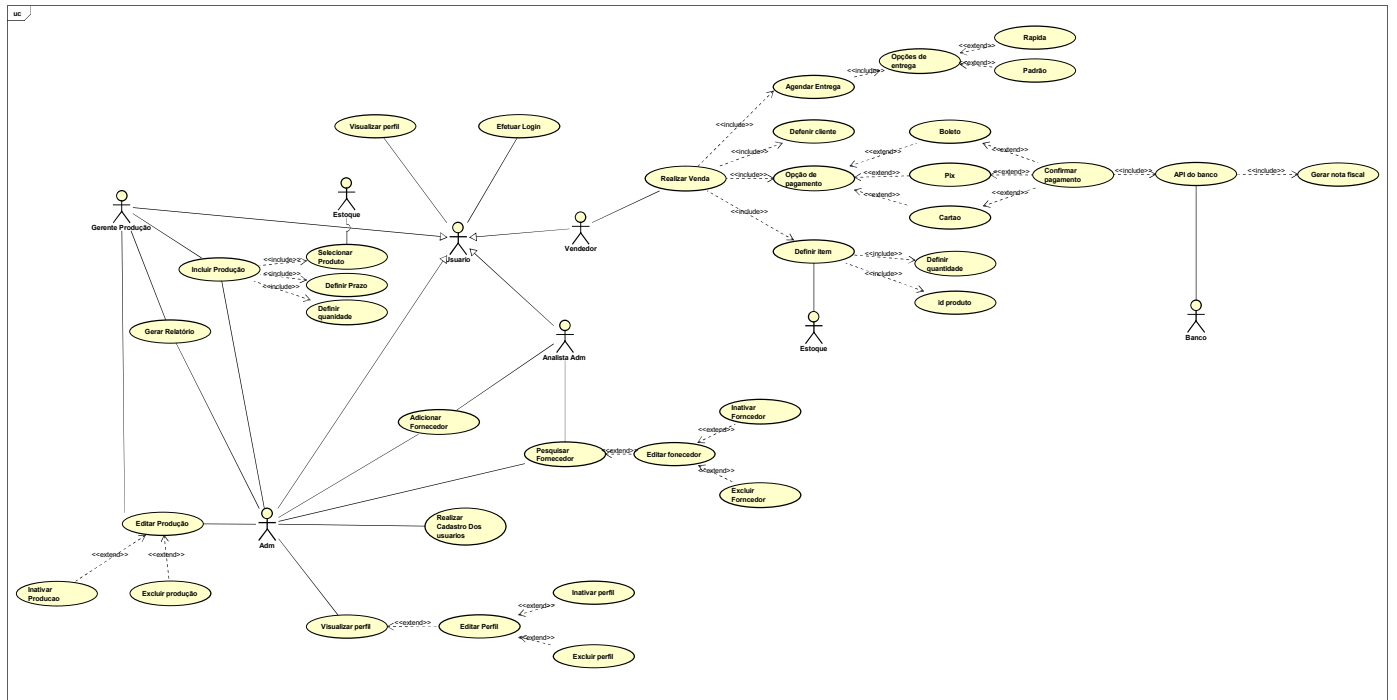 uc
Rapida
<<extend>>
Opções de
entrega
<<extend>>
Padrão
<<include>>
Agendar Entrega
Visualizar perfil
Efetuar Login
<<include>>
Defenir cliente
Boleto
<<include>>
<<extend>>
<<extend>>
Realizar Venda
<<include>>
Opção de
pagamento
<<extend>>
Pix
<<extend>>
Confirmar
pagamento
<<include>>
API do banco
<<include>>
Gerar nota fiscal
<<extend>>
Cartao
<<extend>>
<<include>>
Estoque
Gerente Produção
Usuario
Vendedor
Selecionar
Produto
Incluir Produção
<<include>>
<<include>>
<<include>>
Definir Prazo
Definir
quanidade
Definir item
<<include>>
Definir
quantidade
<<include>>
id produto
Gerar Relatório
Estoque
Banco
Analista Adm
Adicionar
Fornecedor
Inativar
Forncedor
<<extend>>
Pesquisar
Fornecedor
<<extend>>
Editar fonecedor
<<extend>>
Excluir
Forncedor
Editar Produção
Adm
Realizar
Cadastro Dos
usuarios
<<extend>>
<<extend>>
Inativar
Producao
Excluir produção
Inativar perfil
<<extend>>
Visualizar perfil
<<extend>>
Editar Perfil
<<extend>>
Excluir perfil